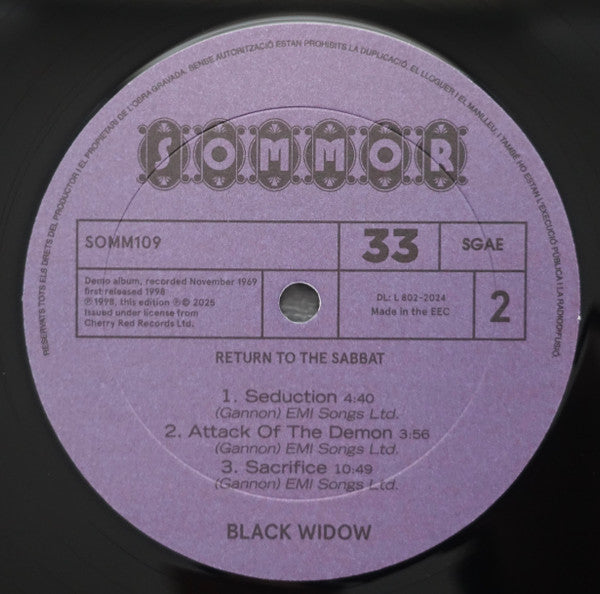 RESERVATS TOTS ELS DRETS DEL PRODUCTOR I EL PROPIETARI DE L'OBRA GRAVADA. SENSE AUTORITZACIÓ ESTAN PROHIBITS LA DUPLICACIÓ, EL LLOGUER I EL MANLLEU, I TAMBÉ HO ESTAN L'EXECUCIÓ PÚBLICA I LA RADIODIFUSIÓ.
SOMMOR
SOMM109
33
SGAE
Demo album, recorded November 1969
first released 1998
℗ 1998, this edition ℗ © 2025
Issued under license from
Cherry Red Records Ltd.
DL: L 802-2024
Made in the EEC
2
RETURN TO THE SABBAT
1. Seduction 4:40
(Gannon) EMI Songs Ltd.
2. Attack Of The Demon 3:56
(Gannon) EMI Songs Ltd.
3. Sacrifice 10:49
(Gannon) EMI Songs Ltd.
BLACK WIDOW